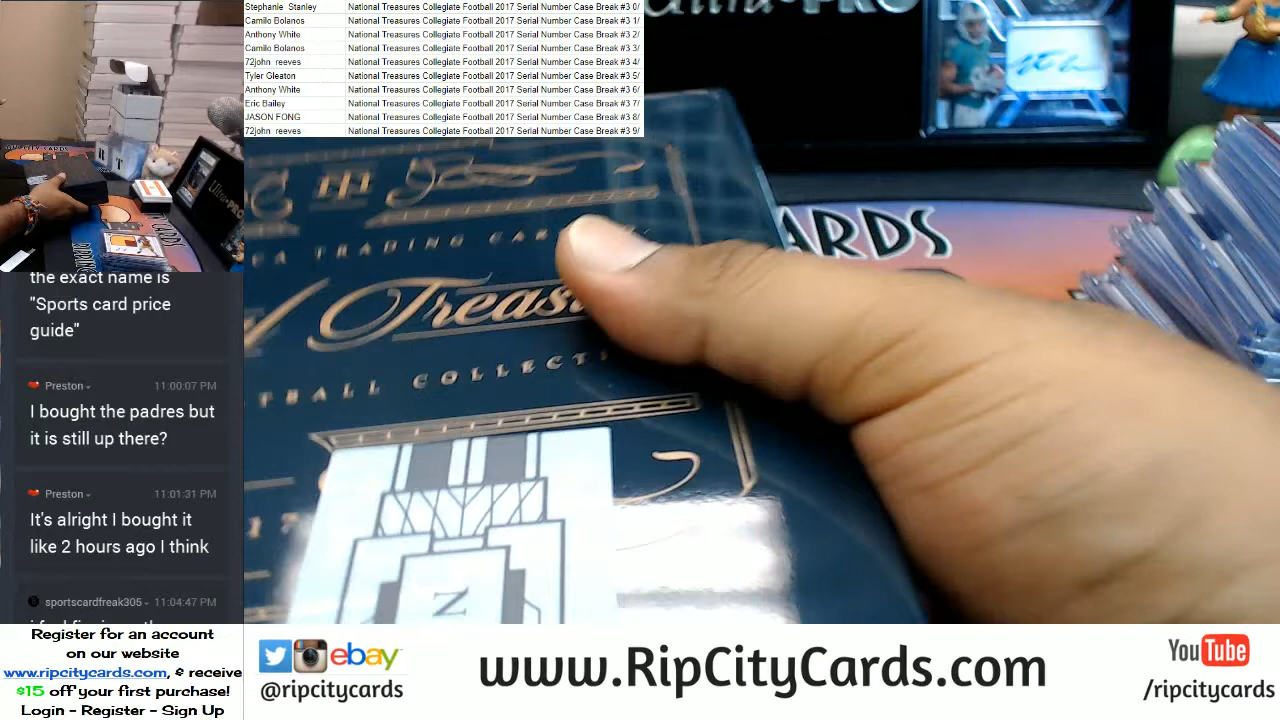 Stephanie Stanley National Treasures Collegiate Football 2017 Serial Number Case Break #3 0/
Camilo Bolanos National Treasures Collegiate Football 2017 Serial Number Case Break #3 1/
Anthony White National Treasures Collegiate Football 2017 Serial Number Case Break #3 2/
Camilo Bolanos National Treasures Collegiate Football 2017 Serial Number Case Break #3 3/
72john reeves National Treasures Collegiate Football 2017 Serial Number Case Break #3 4/
Tyler Gleaton National Treasures Collegiate Football 2017 Serial Number Case Break #3 5/
Anthony White National Treasures Collegiate Football 2017 Serial Number Case Break #3 6/
Eric Bailey National Treasures Collegiate Football 2017 Serial Number Case Break #3 7/
JASON FONG National Treasures Collegiate Football 2017 Serial Number Case Break #3 8/
72john reeves National Treasures Collegiate Football 2017 Serial Number Case Break #3 9/
TRADING
ARDS
Treas
COLLECT
N
the exact name is
"Sports card price
guide"
Preston 11:00:07 PM
I bought the padres but
it is still up there?
Preston 11:01:31 PM
It's alright I bought it
like 2 hours ago I think
sportscardfreak305 11:04:47 PM
Register for an account
on our website
www.ripcitycards.com, & receive
$15 off your first purchase!
Login - Register - Sign Up
ebay
@ripcitycards
www.RipCityCards.com
YouTube
/ripcitycards